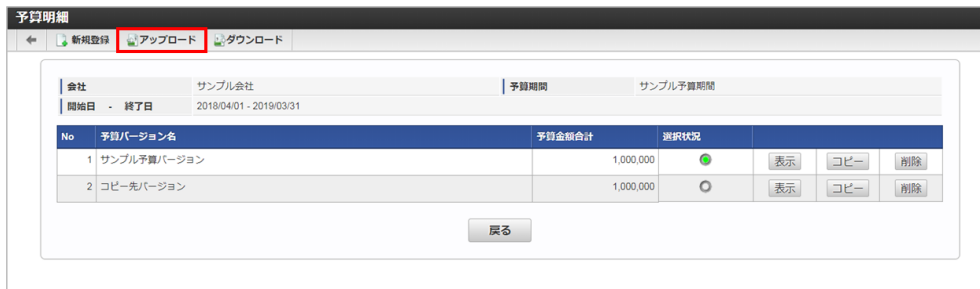 予算明細
新規登録 アップロード ダウンロード
会社 サンプル会社 予算期間 サンプル予算期間
開始日 - 終了日 2018/04/01 - 2019/03/31
No 予算バージョン名 予算金額合計 選択状況
1 サンプル予算バージョン 1,000,000 表示 コピー 削除
2 コピー先バージョン 1,000,000 表示 コピー 削除
戻る